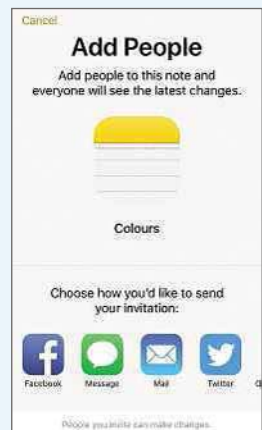 Cancel
Add People
Add people to this note and
everyone will see the latest changes.
Colours
Choose how you'd like to send
your invitation:
Facebook Message Mail Twitter
People you invite can make changes.